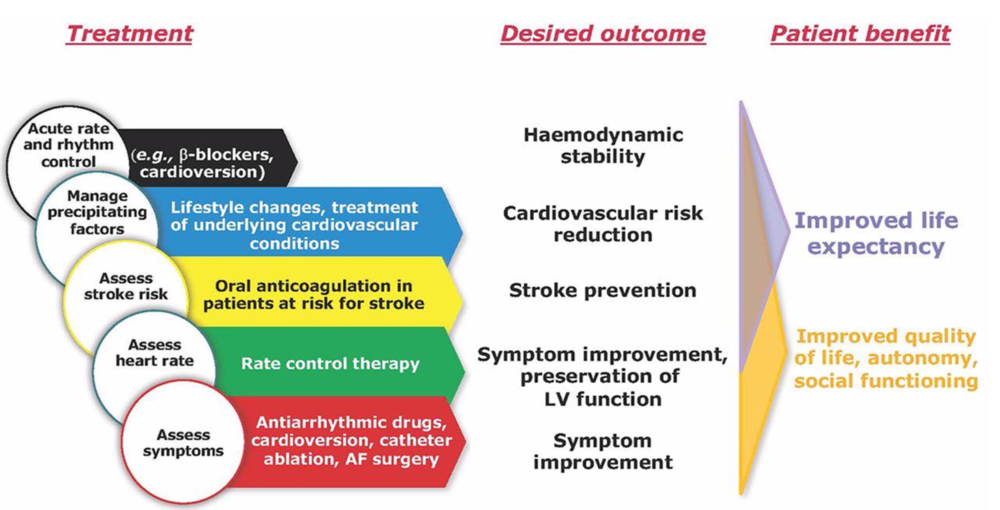 Treatment
Desired outcome
Patient benefit
Acute rate
and rhythm
control
(e.g., β-blockers,
cardioversion)
Haemodynamic
stability
Manage
precipitating
factors
Lifestyle changes, treatment
of underlying cardiovascular
conditions
Cardiovascular risk
reduction
Assess
stroke risk
Oral anticoagulation in
patients at risk for stroke
Stroke prevention
Assess
heart rate
Rate control therapy
Symptom improvement,
preservation of
LV function
Assess
symptoms
Antiarrhythmic drugs,
cardioversion, catheter
ablation, AF surgery
Symptom
improvement
Improved life
expectancy
Improved quality
of life, autonomy,
social functioning